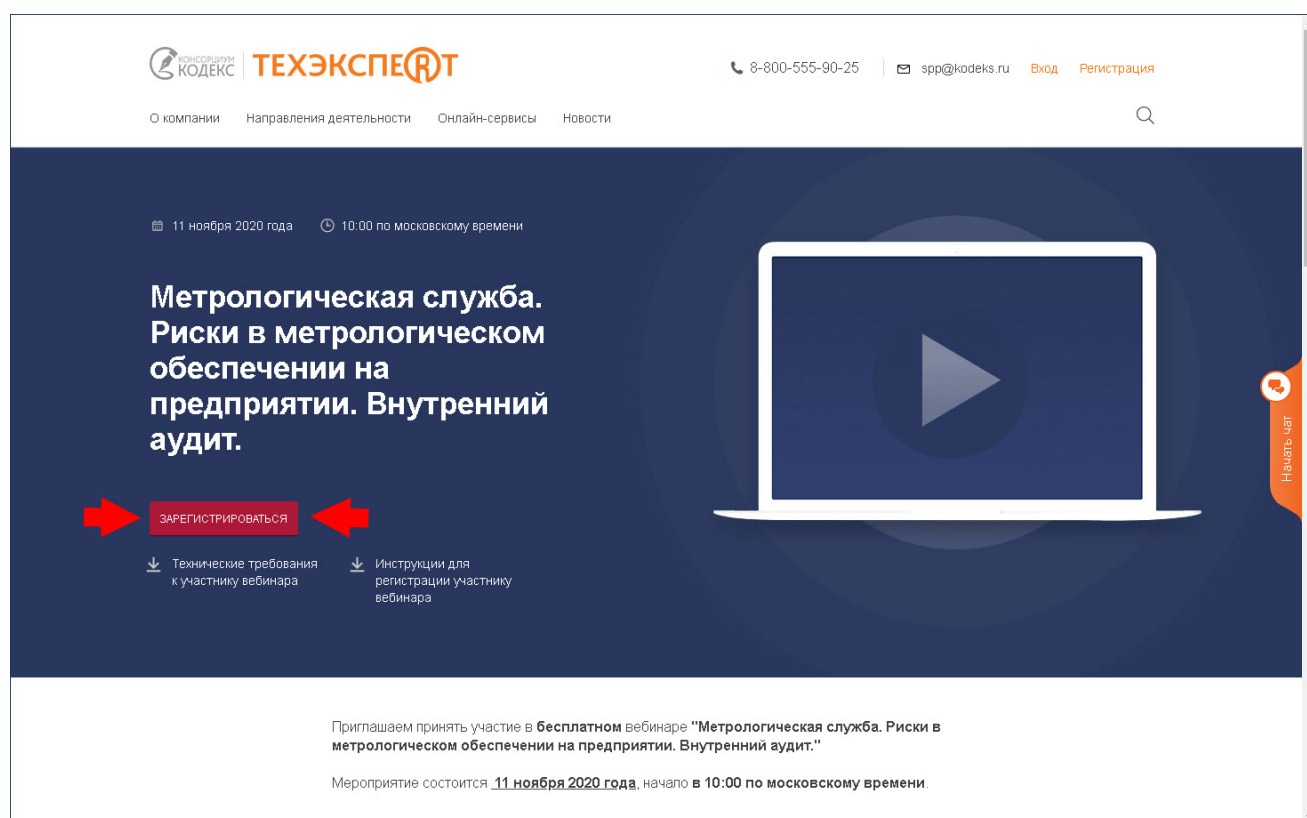 КОНСОРЦИУМ
КОДЕКС
ТЕХЭКСПЕRТ
8-800-555-90-25
spp@kodeks.ru
Вход
Регистрация
О компании
Направления деятельности
Онлайн-сервисы
Новости
11 ноября 2020 года
10:00 по московскому времени
Метрологическая служба.
Риски в метрологическом
обеспечении на
предприятии. Внутренний
аудит.
ЗАРЕГИСТРИРОВАТЬСЯ
Технические требования
к участнику вебинара
Инструкции для
регистрации участнику
вебинара
Начать чат
Приглашаем принять участие в бесплатном вебинаре "Метрологическая служба. Риски в
метрологическом обеспечении на предприятии. Внутренний аудит."
Мероприятие состоится 11 ноября 2020 года, начало в 10:00 по московскому времени.